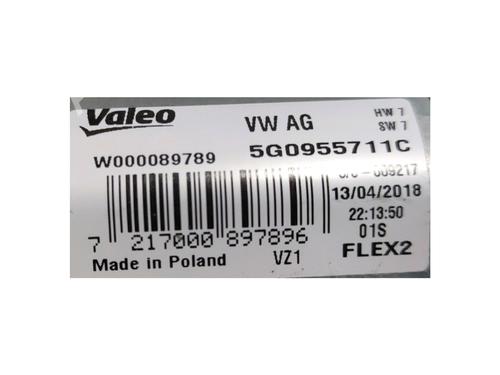 Valeo
VW AG
HW 7
SW 7
W000089789
5G0955711C
13/04/2018
22:13:50
7 217000 897896
01S
Made in Poland
VZ1
FLEX2